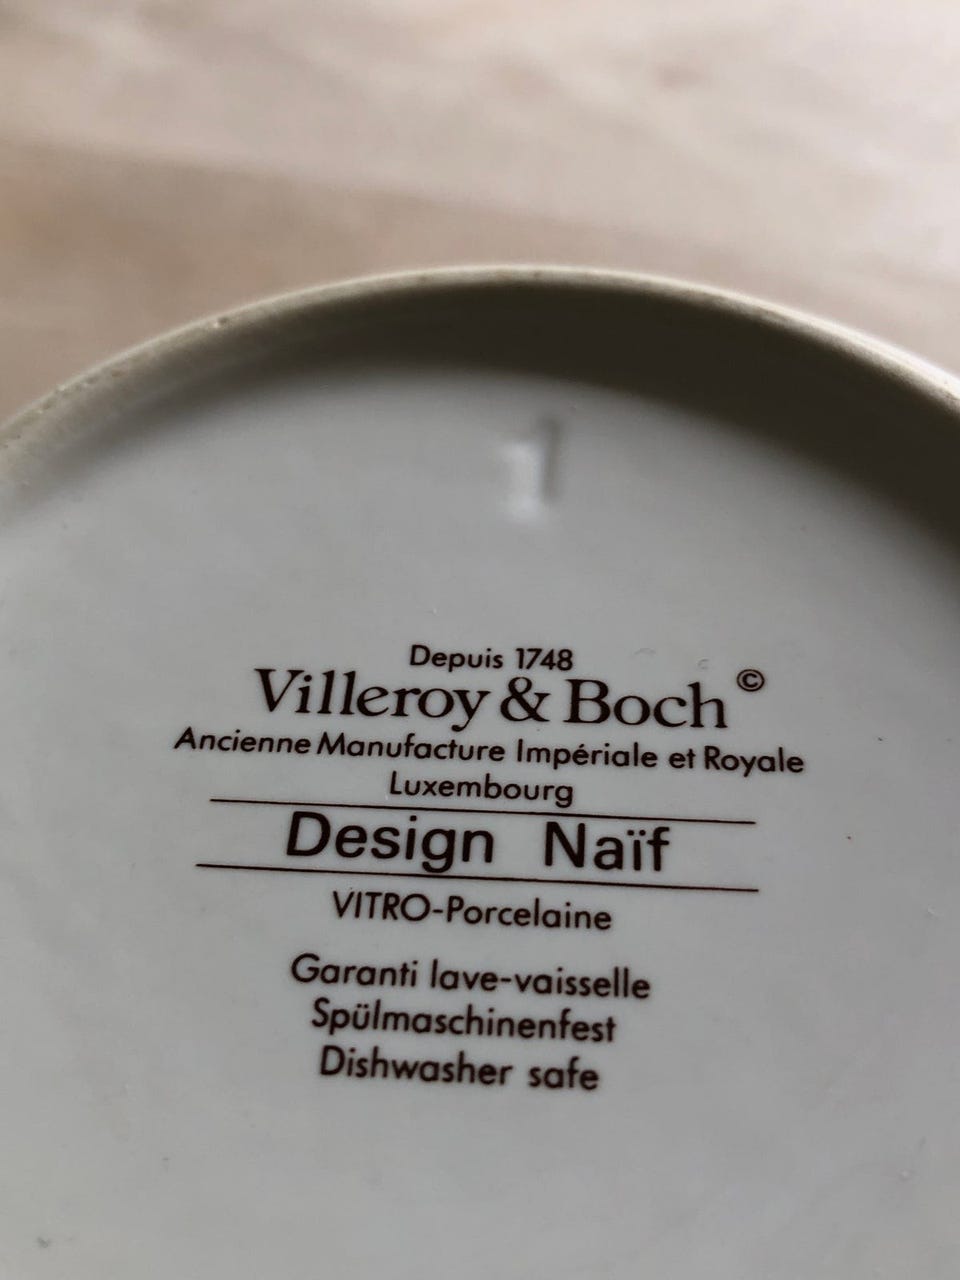 1
Depuis 1748
Villeroy & Boch ©
Ancienne Manufacture Impériale et Royale
Luxembourg
Design Naïf
VITRO-Porcelaine
Garanti lave-vaisselle
Spülmaschinenfest
Dishwasher safe